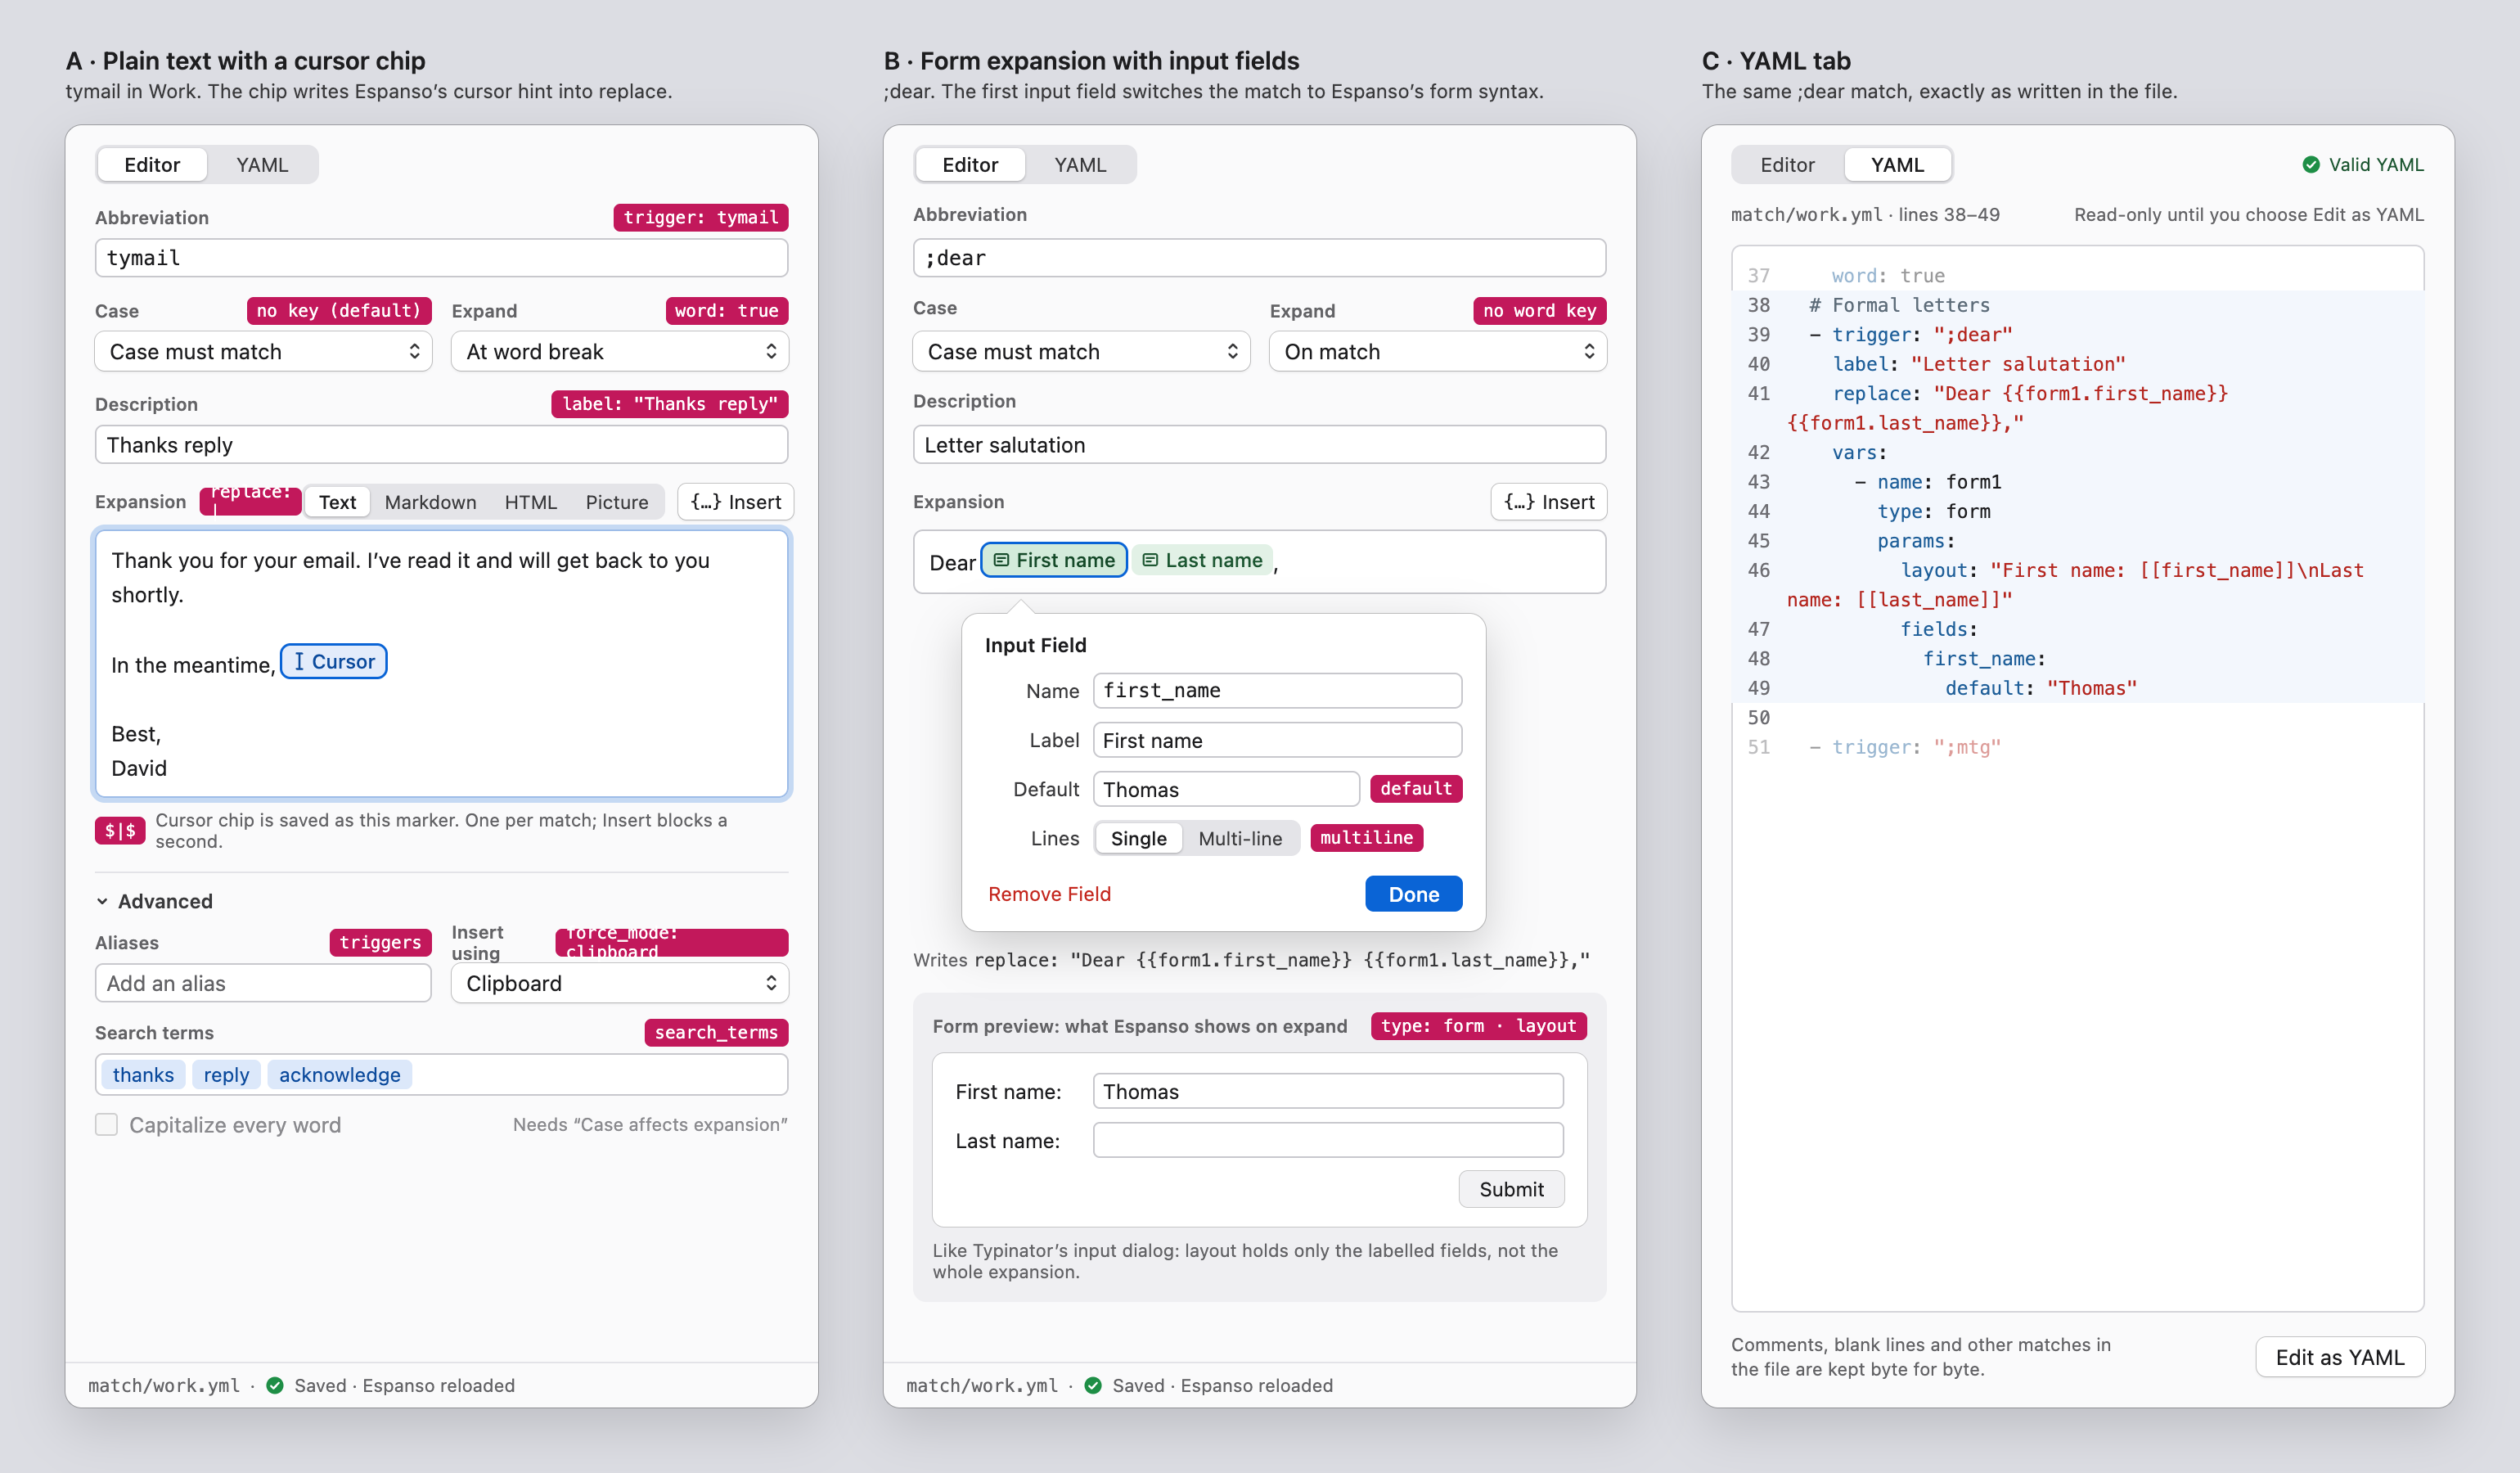 A · Plain text with a cursor chip
tymail in Work. The chip writes Espanso’s cursor hint into replace.
Editor YAML
Abbreviation trigger: tymail
tymail
Case no key (default) Expand word: true
Case must match At word break
Description label: "Thanks reply"
Thanks reply
Expansion replace: | Text Markdown HTML Picture {…} Insert
Thank you for your email. I’ve read it and will get back to you
shortly.
In the meantime, Cursor
Best,
David
$|$ Cursor chip is saved as this marker. One per match; Insert blocks a
second.
Advanced
Aliases triggers Insert using force_mode: clipboard
Add an alias Clipboard
Search terms search_terms
thanks reply acknowledge
Capitalize every word Needs “Case affects expansion”
match/work.yml · Saved · Espanso reloaded
B · Form expansion with input fields
;dear. The first input field switches the match to Espanso’s form syntax.
Editor YAML
Abbreviation
;dear
Case Expand no word key
Case must match On match
Description
Letter salutation
Expansion {…} Insert
Dear First name Last name ,
Input Field
Name first_name
Label First name
Default Thomas default
Lines Single Multi-line multiline
Remove Field Done
Writes replace: "Dear {{form1.first_name}} {{form1.last_name}},"
Form preview: what Espanso shows on expand type: form · layout
First name: Thomas
Last name:
Submit
Like Typinator’s input dialog: layout holds only the labelled fields, not the
whole expansion.
match/work.yml · Saved · Espanso reloaded
C · YAML tab
The same ;dear match, exactly as written in the file.
Editor YAML Valid YAML
match/work.yml · lines 38–49 Read-only until you choose Edit as YAML
37 word: true
38 # Formal letters
39 - trigger: ";dear"
40 label: "Letter salutation"
41 replace: "Dear {{form1.first_name}}
{{form1.last_name}},"
42 vars:
43 - name: form1
44 type: form
45 params:
46 layout: "First name: [[first_name]]\nLast
name: [[last_name]]"
47 fields:
48 first_name:
49 default: "Thomas"
50
51 - trigger: ";mtg"
Comments, blank lines and other matches in
the file are kept byte for byte.
Edit as YAML